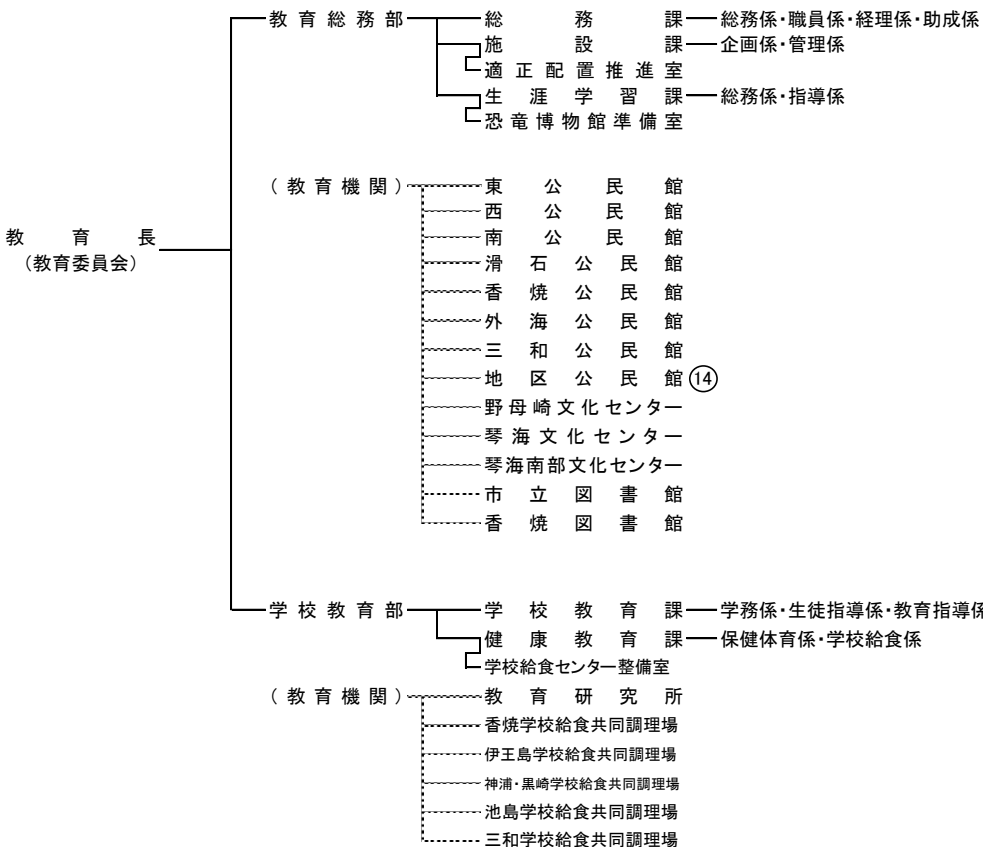 教育総務部 総務課 総務係・職員係・経理係・助成係
施設課 企画係・管理係
適正配置推進室
生涯学習課 総務係・指導係
恐竜博物館準備室
(教育機関) 東公民館
西公民館
南公民館
教育長
(教育委員会)
滑石公民館
香焼公民館
外海公民館
三和公民館
地区公民館 ⑭
野母崎文化センター
琴海文化センター
琴海南部文化センター
市立図書館
香焼図書館
学校教育部 学校教育課 学務係・生徒指導係・教育指導係
健康教育課 保健体育係・学校給食係
学校給食センター整備室
(教育機関) 教育研究所
香焼学校給食共同調理場
伊王島学校給食共同調理場
神浦・黒崎学校給食共同調理場
池島学校給食共同調理場
三和学校給食共同調理場